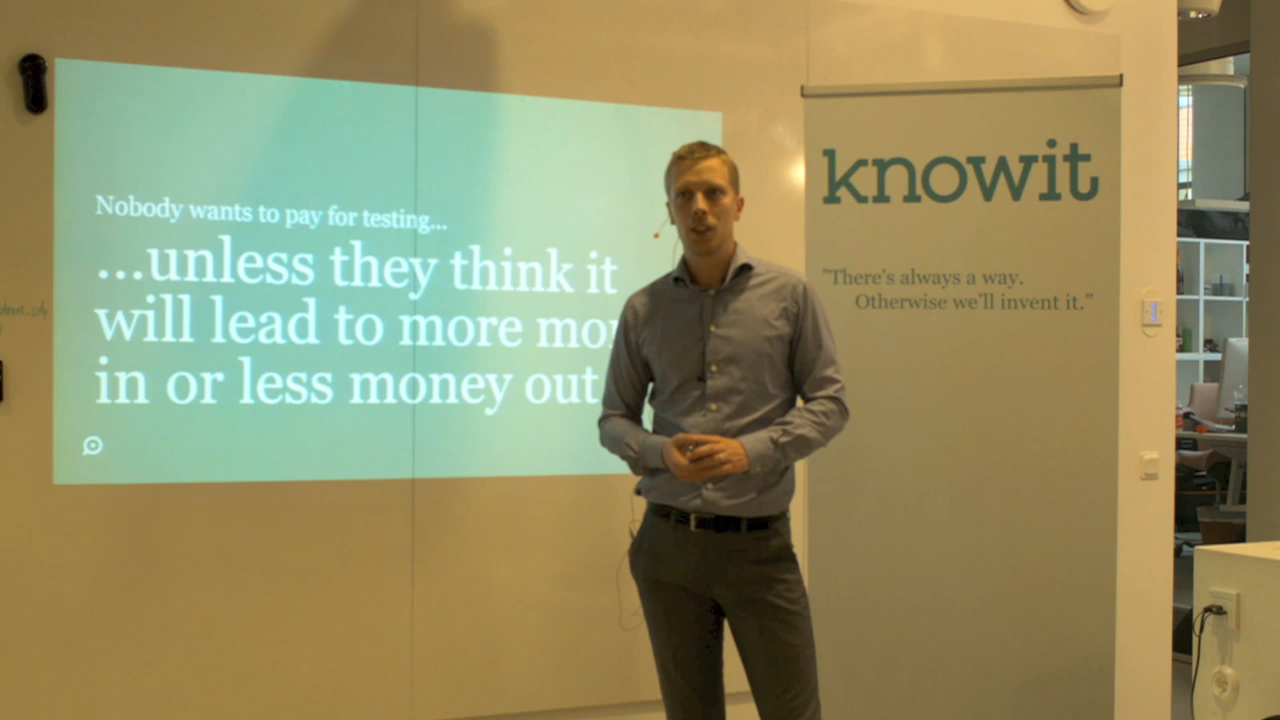 Nobody wants to pay for testing...
...unless they think it
will lead to more
in or less money out
knowit
"There's always a way.
Otherwise we'll invent it."